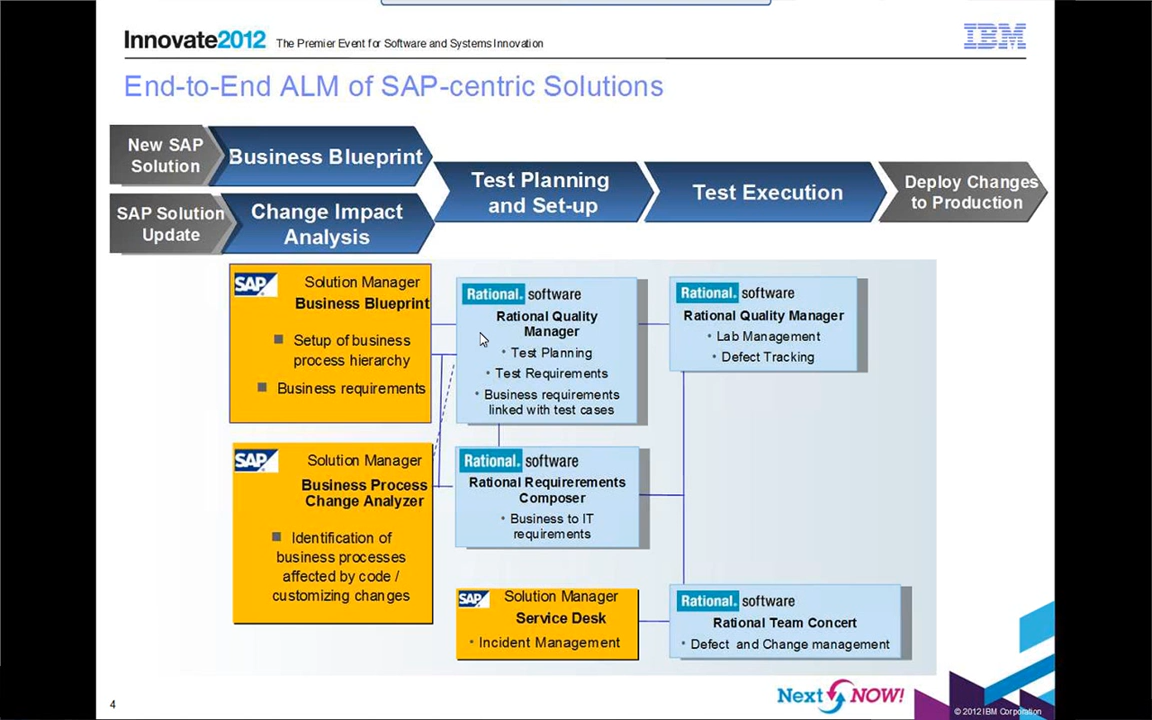 Innovate2012 The Premier Event for Software and Systems Innovation
IBM
End-to-End ALM of SAP-centric Solutions
New SAP
Solution
Business Blueprint
SAP Solution
Update
Change Impact
Analysis
Test Planning
and Set-up
Test Execution
Deploy Changes
to Production
SAP
Solution Manager
Business Blueprint
Setup of business
process hierarchy
Business requirements
Rational. software
Rational Quality
Manager
• Test Planning
• Test Requirements
• Business requirements
linked with test cases
Rational. software
Rational Quality Manager
• Lab Management
• Defect Tracking
SAP
Solution Manager
Business Process
Change Analyzer
Identification of
business processes
affected by code /
customizing changes
Rational. software
Rational Requirerements
Composer
• Business to IT
requirements
SAP
Solution Manager
Service Desk
• Incident Management
Rational. software
Rational Team Concert
• Defect and Change management
4
Next NOW!
© 2012 IBM Corporation